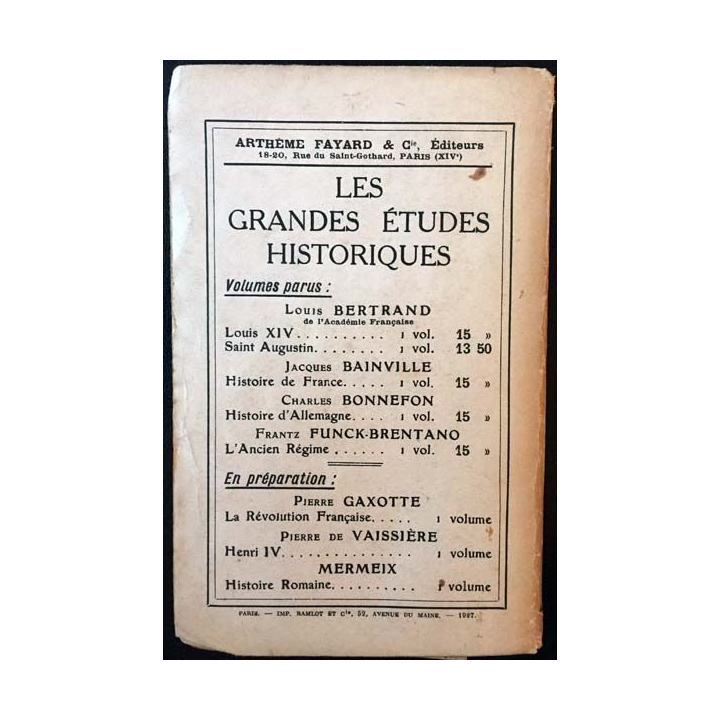 ARTHÈME FAYARD & Cie, Éditeurs
18-20, Rue du Saint-Gothard, PARIS (XIVe)
LES
GRANDES ÉTUDES
HISTORIQUES
Volumes parus :
Louis BERTRAND
de l'Académie Française
Louis XIV.......... 1 vol. 15 »
Saint Augustin........ 1 vol. 13 50
Jacques BAINVILLE
Histoire de France..... 1 vol. 15 »
Charles BONNEFON
Histoire d'Allemagne.... 1 vol. 15 »
Frantz FUNCK-BRENTANO
L'Ancien Régime ...... 1 vol. 15 »
En préparation :
Pierre GAXOTTE
La Révolution Française..... 1 volume
Pierre de VAISSIÈRE
Henri IV............... 1 volume
MERMEIX
Histoire Romaine.......... 1 volume
PARIS. — IMP. RAMLOT ET Cie, 52, AVENUE DU MAINE. — 1927.